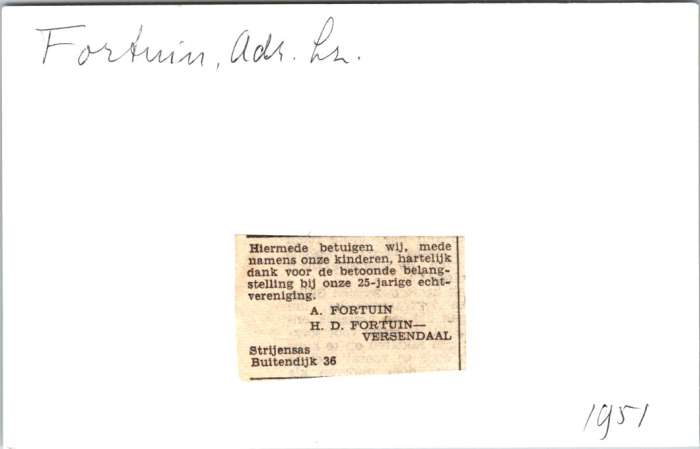 Fortuin, Adr. Lz.
Hiermede betuigen wij, mede
namens onze kinderen, hartelijk
dank voor de betoonde belang-
stelling bij onze 25-jarige echt-
vereniging.
A. FORTUIN
H. D. FORTUIN—
VERSENDAAL
Strijensas
Buitendijk 36
1951